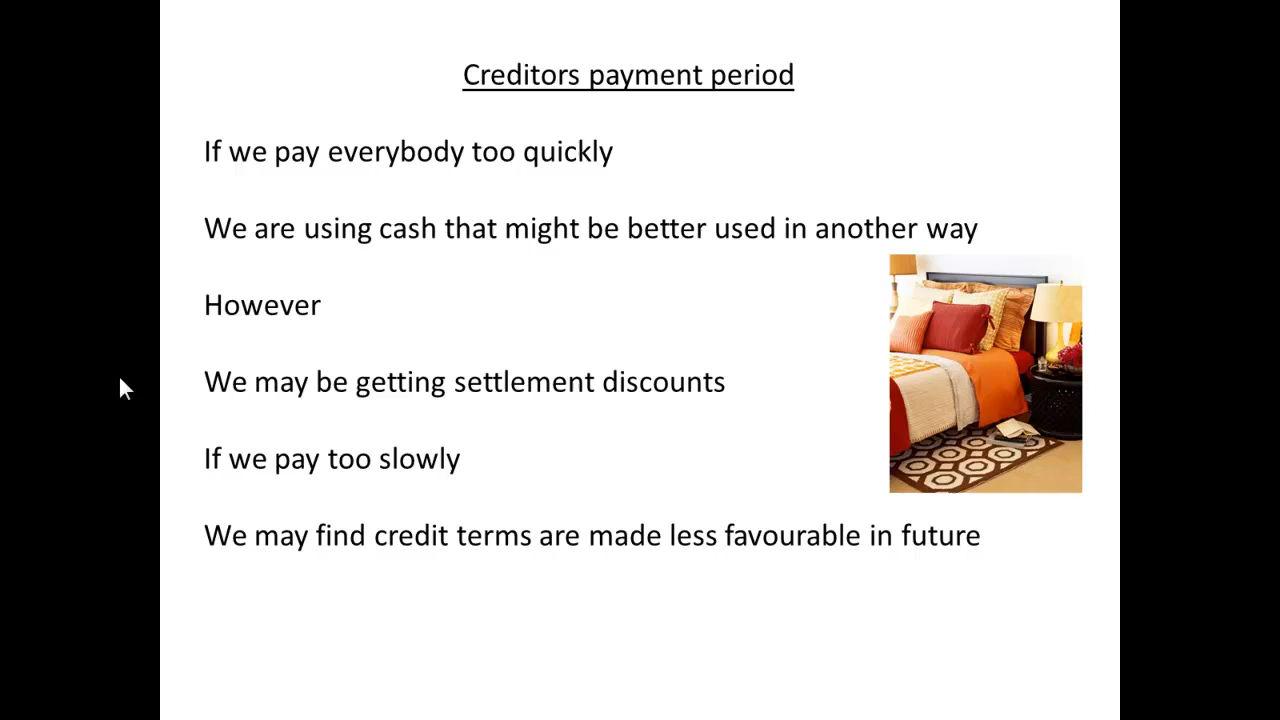 Creditors payment period
If we pay everybody too quickly
We are using cash that might be better used in another way
However
We may be getting settlement discounts
If we pay too slowly
We may find credit terms are made less favourable in future